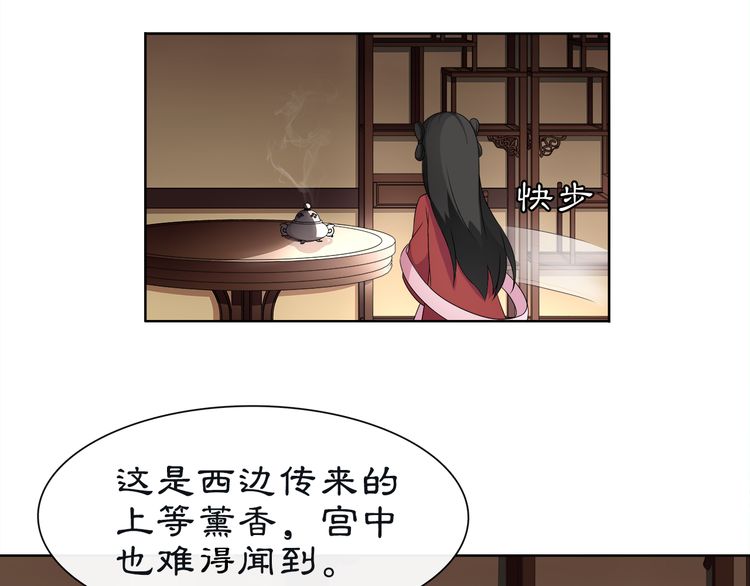 快步
这是西边传来的
上等薰香，宫中
也难得闻到。